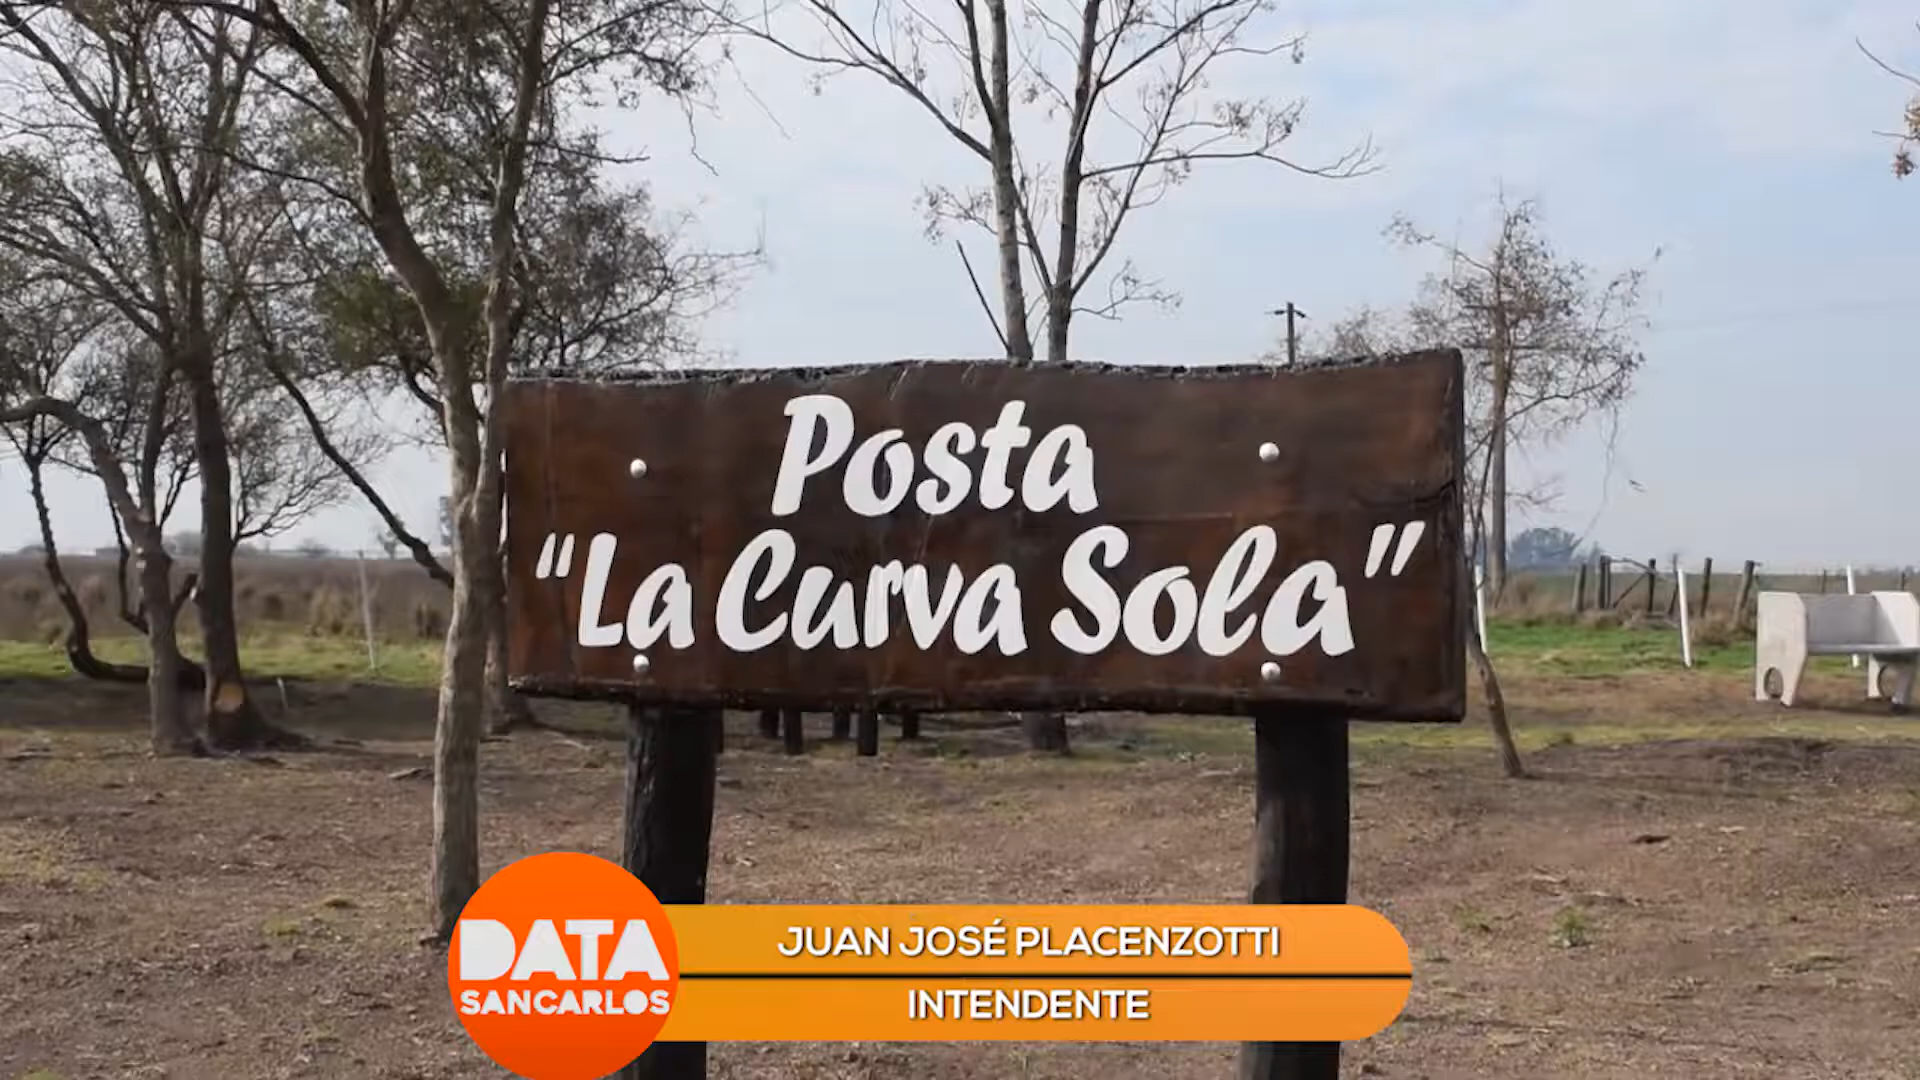 Posta
"La Curva Sola"
DATA
SANCARLOS
JUAN JOSÉ PLACENZOTTI
INTENDENTE